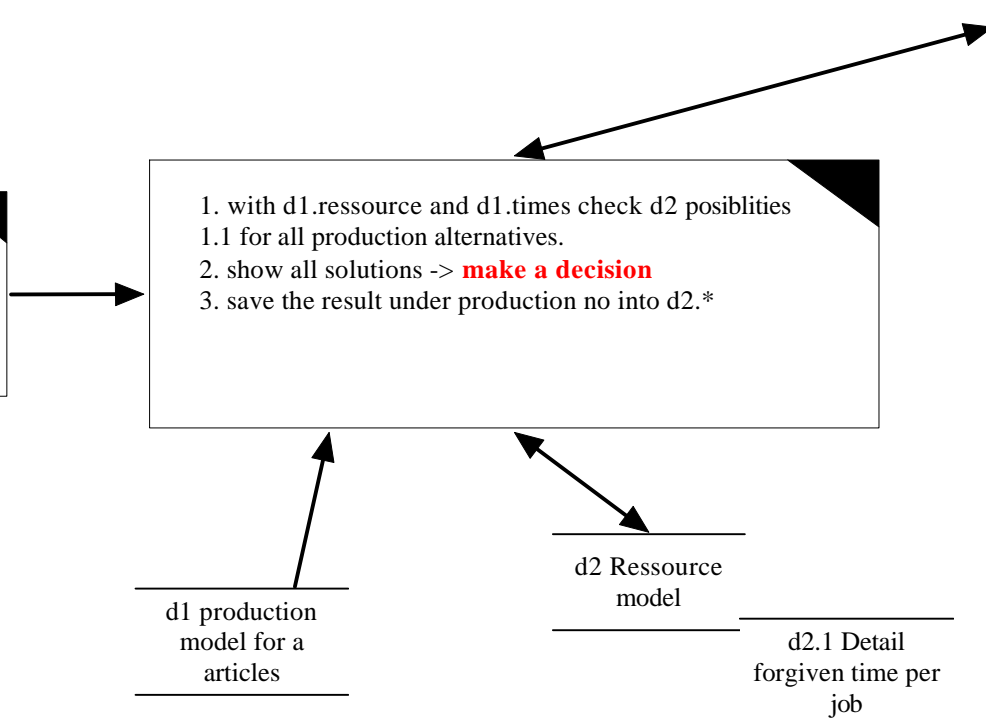 1. with d1.ressource and d1.times check d2 posiblities
1.1 for all production alternatives.
2. show all solutions -> make a decision
3. save the result under production no into d2.*
d2 Ressource
model
d1 production
model for a
articles
d2.1 Detail
forgiven time per
job